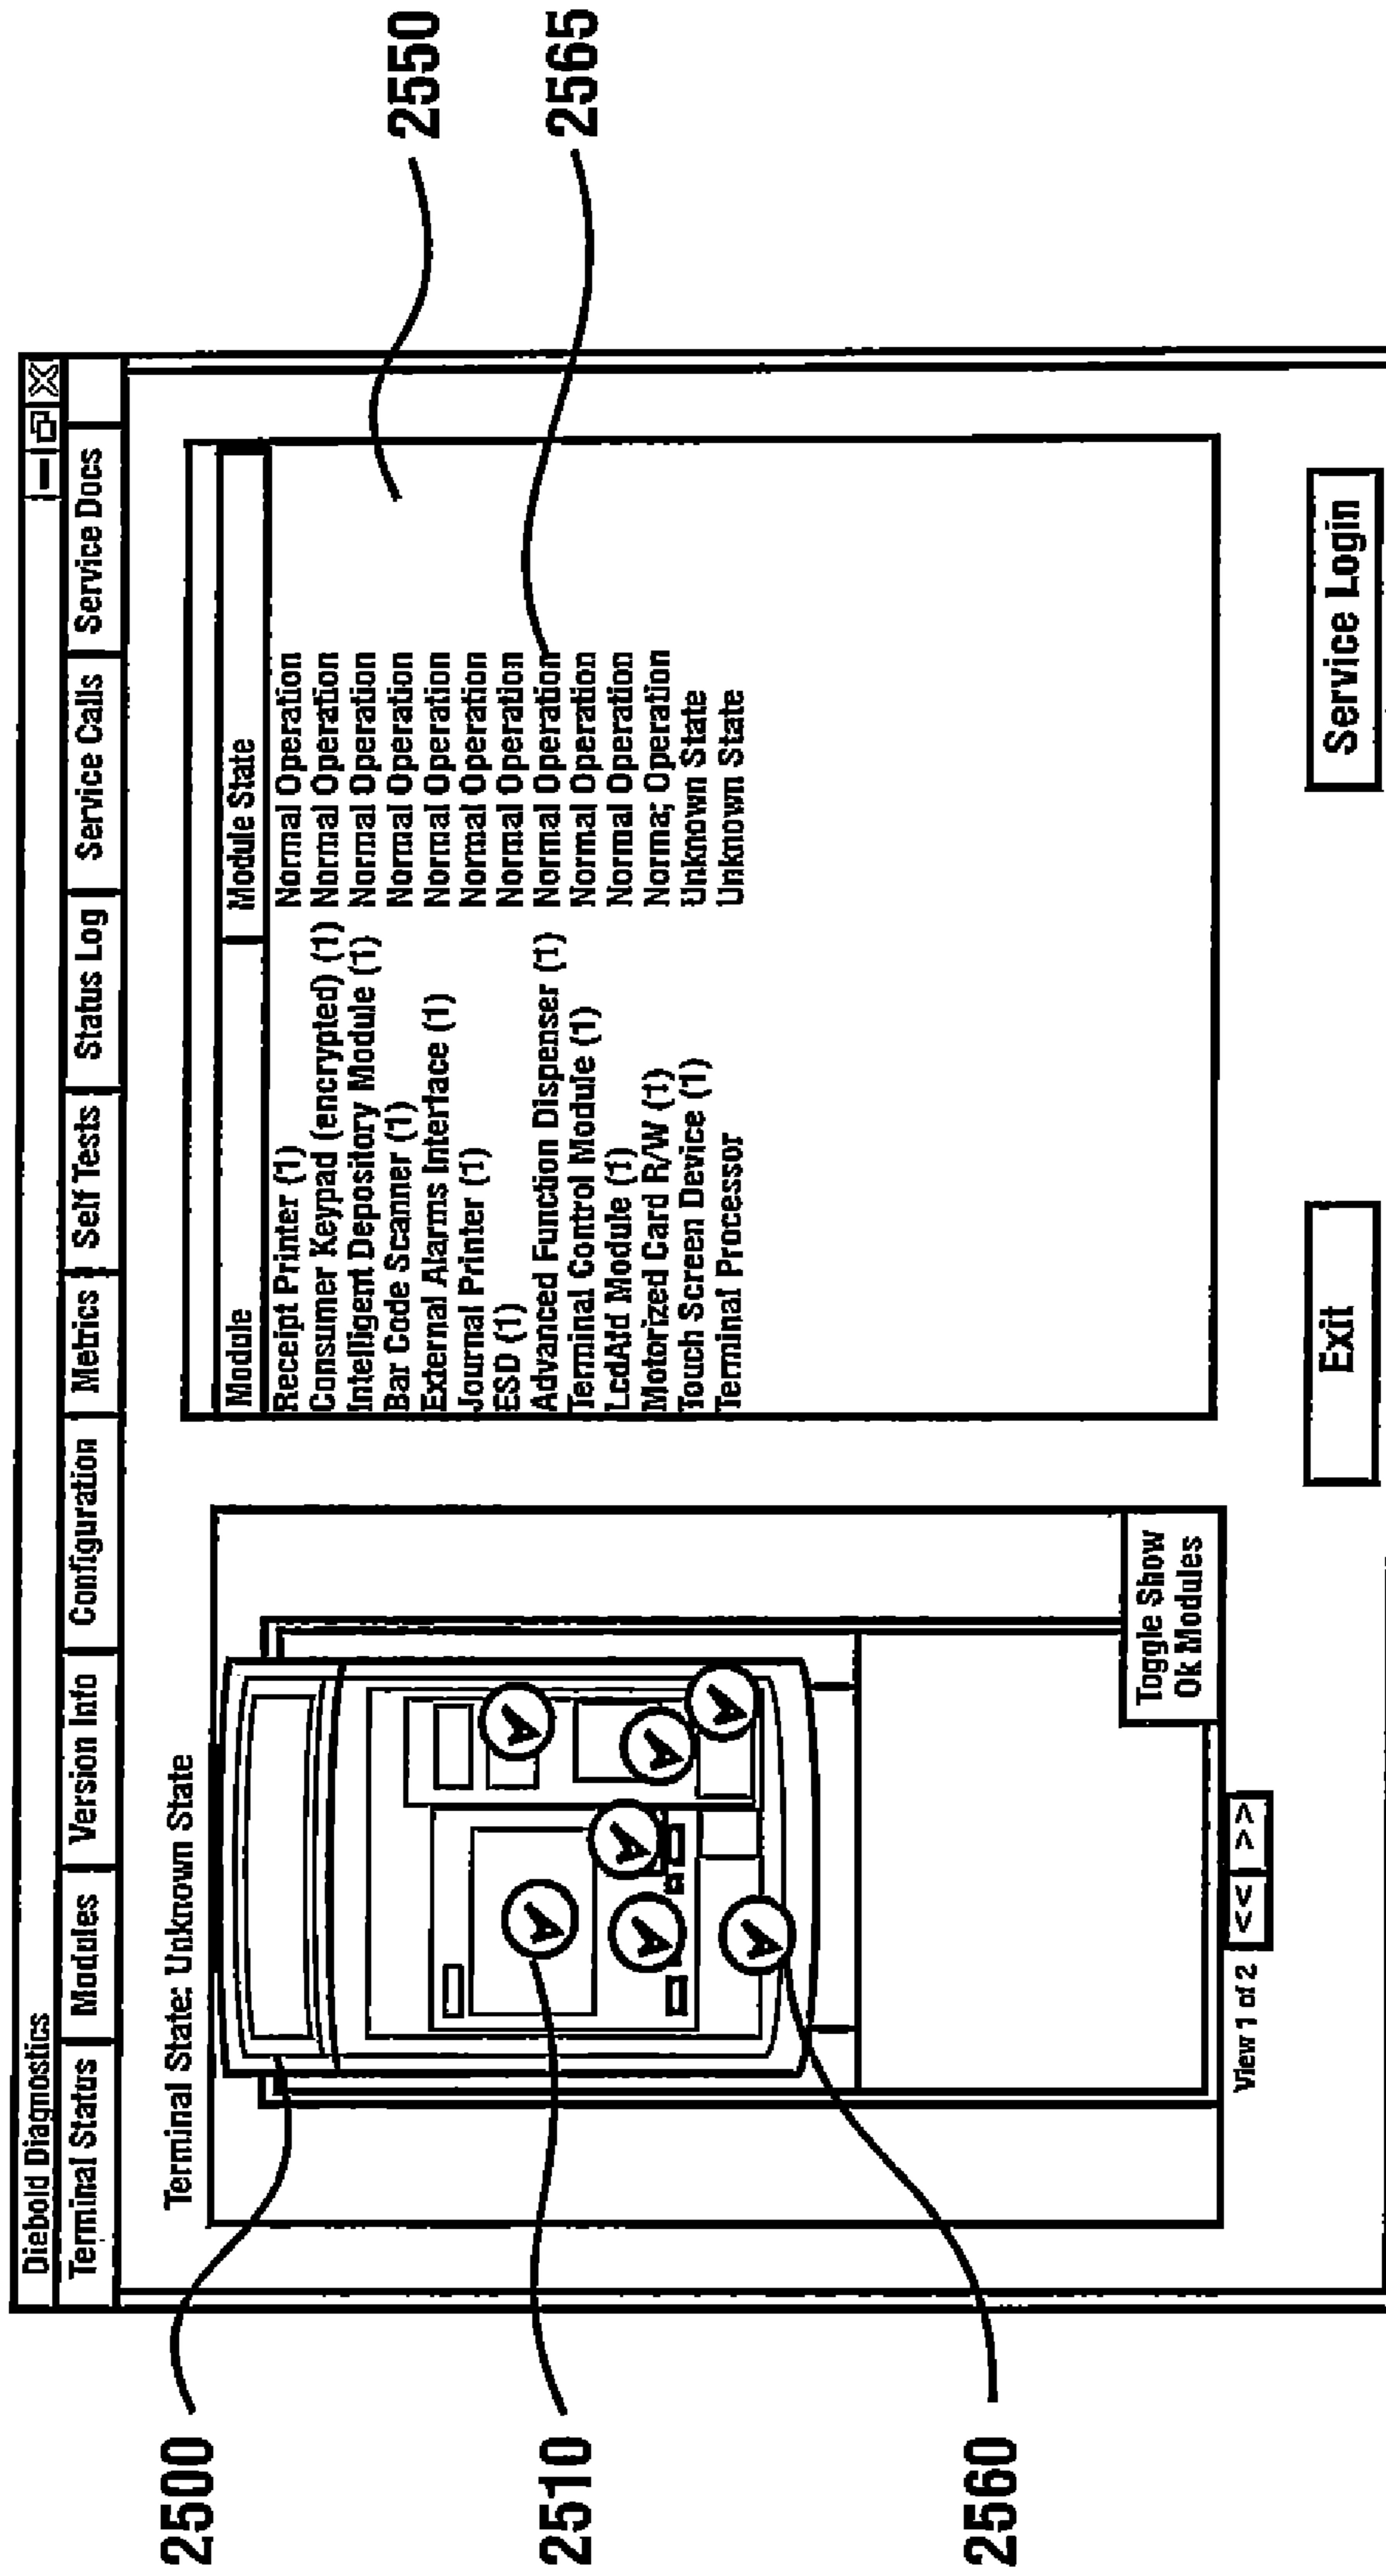 Diebold Diagnostics
Terminal Status Modules Version Info Configuration Metrics Self Tests Status Log Service Calls Service Docs
Terminal State: Unknown State
Module Module State
Receipt Printer (1) Normal Operation
Consumer Keypad (encrypted) (1) Normal Operation
Intelligent Depository Module (1) Normal Operation
Bar Code Scanner (1) Normal Operation
External Alarms Interface (1) Normal Operation
Journal Printer (1) Normal Operation
ESD (1) Normal Operation
Advanced Function Dispenser (1) Normal Operation
Terminal Control Module (1) Normal Operation
LcdAfd Module (1) Normal Operation
Motorized Card R/W (1) Norma; Operation
Touch Screen Device (1) Unknown State
Terminal Processor Unknown State
Toggle Show
Ok Modules
View 1 of 2 << >>
Exit Service Login
2500
2510
2560
2550
2565